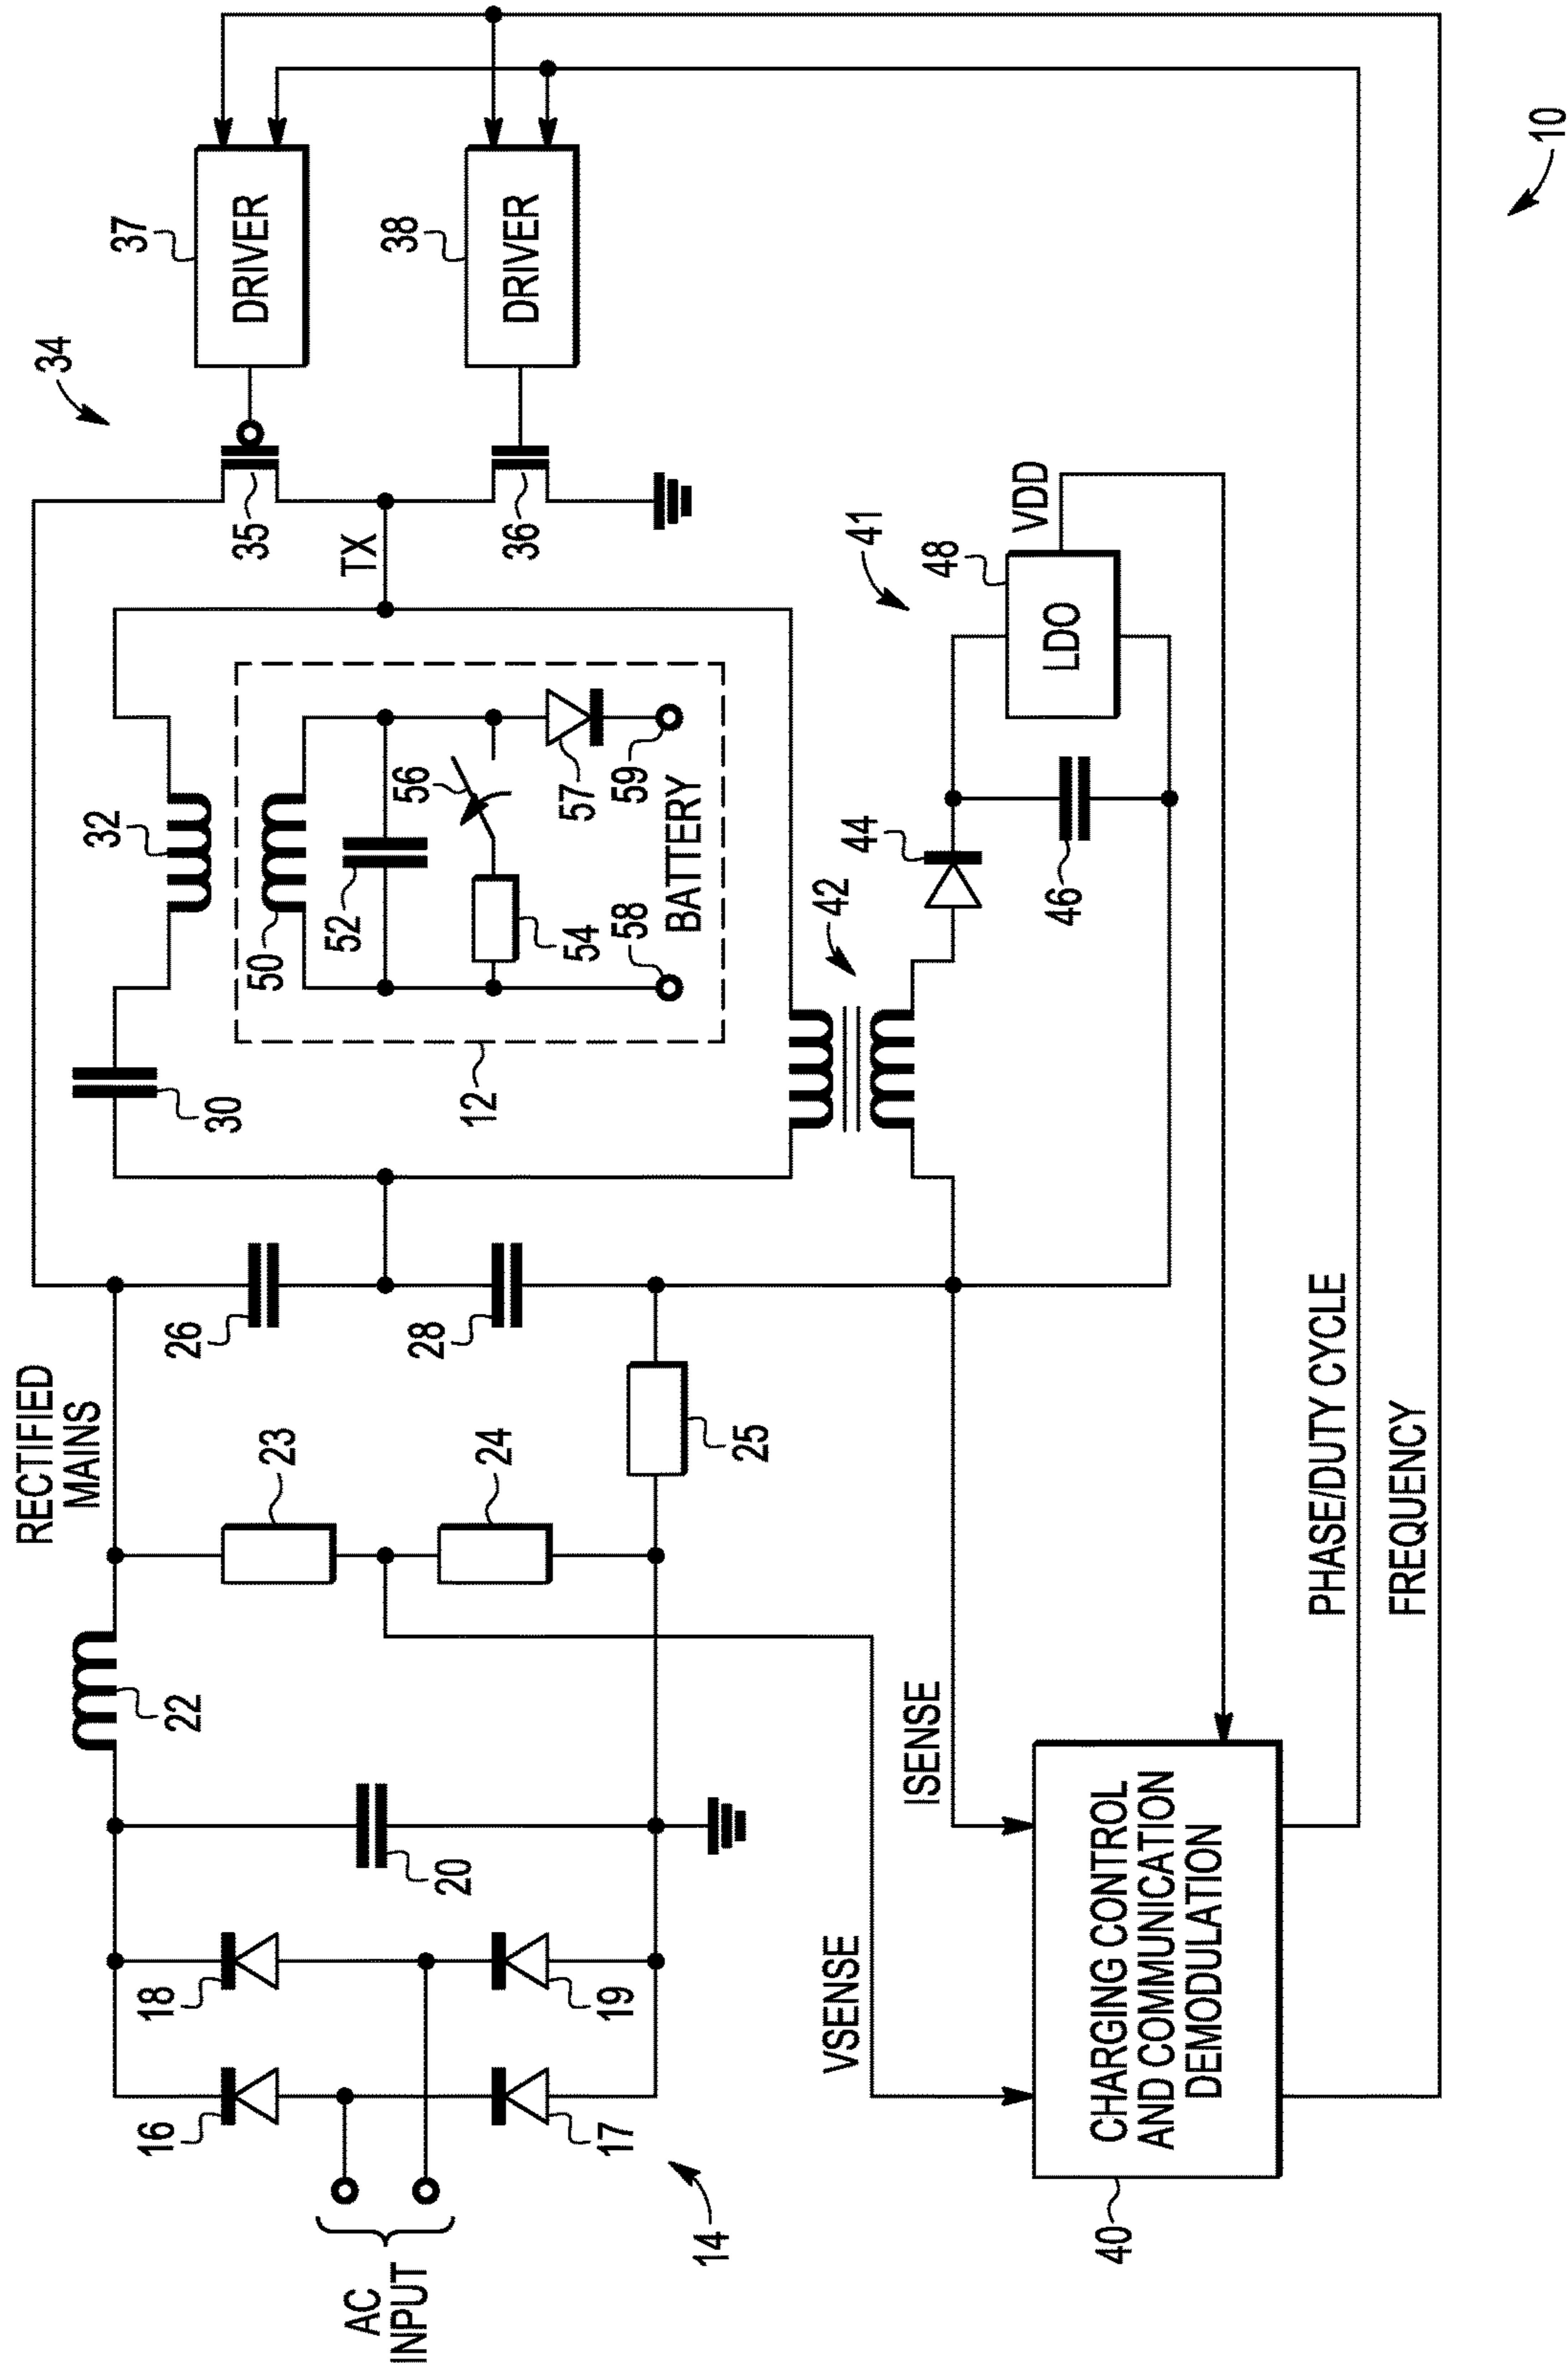 10
34
37
DRIVER
38
DRIVER
35
36
TX
RECTIFIED
MAINS
22
23
24
25
26
28
30
32
50
52
54
56
57
58
59
BATTERY
12
42
44
46
41
48
LDO
VDD
18
16
19
17
20
14
AC
INPUT
VSENSE
ISENSE
CHARGING CONTROL
AND COMMUNICATION
DEMODULATION
40
PHASE/DUTY CYCLE
FREQUENCY